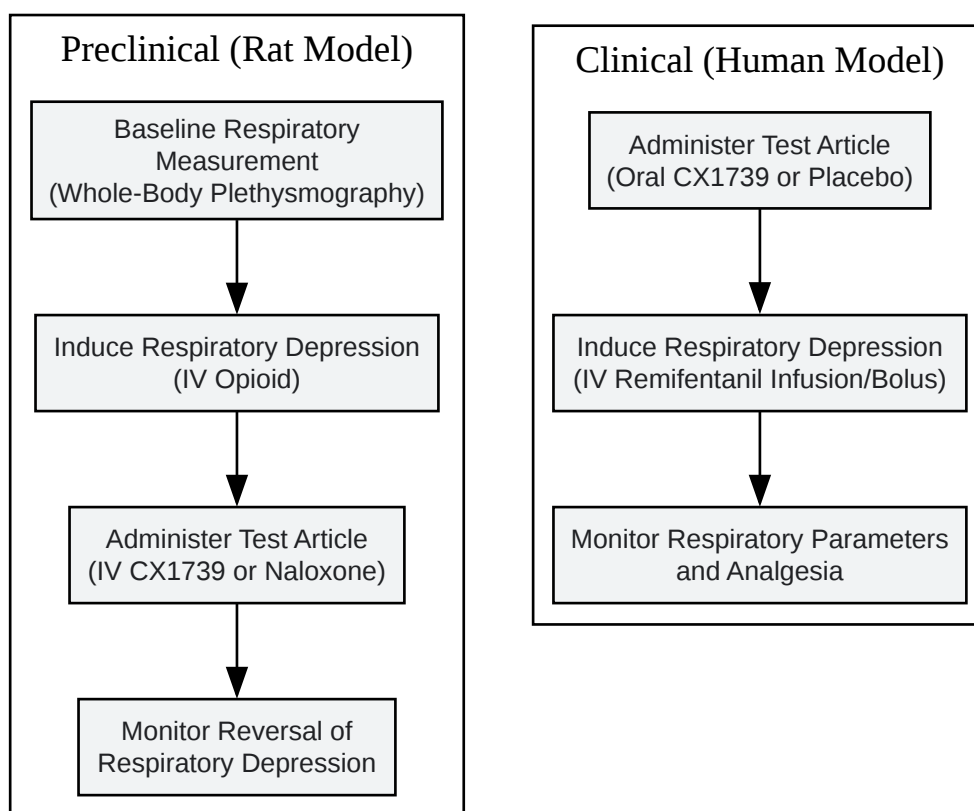 Preclinical (Rat Model)
Baseline Respiratory
Measurement
(Whole-Body Plethysmography)
Induce Respiratory Depression
(IV Opioid)
Administer Test Article
(IV CX1739 or Naloxone)
Monitor Reversal of
Respiratory Depression
Clinical (Human Model)
Administer Test Article
(Oral CX1739 or Placebo)
Induce Respiratory Depression
(IV Remifentanil Infusion/Bolus)
Monitor Respiratory Parameters
and Analgesia